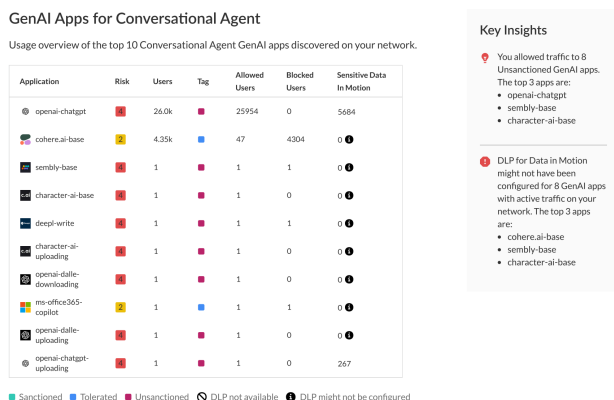 GenAI Apps for Conversational Agent
Usage overview of the top 10 Conversational Agent GenAI apps discovered on your network.
Application Risk Users Tag Allowed Users Blocked Users Sensitive Data In Motion
openai-chatgpt 4 26.0k 25954 0 5684
cohere.ai-base 2 4.35k 47 4304 0
sembly-base 4 1 1 1 0
character-ai-base 4 1 1 0 0
deepl-write 4 1 1 1 0
character-ai-uploading 4 1 1 0 0
openai-dalle-downloading 4 1 1 0 0
ms-office365-copilot 2 1 1 1 0
openai-dalle-uploading 4 1 1 0 0
openai-chatgpt-uploading 4 1 1 0 267
Sanctioned Tolerated Unsanctioned DLP not available DLP might not be configured
Key Insights
You allowed traffic to 8
Unsanctioned GenAI apps.
The top 3 apps are:
• openai-chatgpt
• sembly-base
• character-ai-base
DLP for Data in Motion
might not have been
configured for 8 GenAI apps
with active traffic on your
network. The top 3 apps
are:
• cohere.ai-base
• sembly-base
• character-ai-base